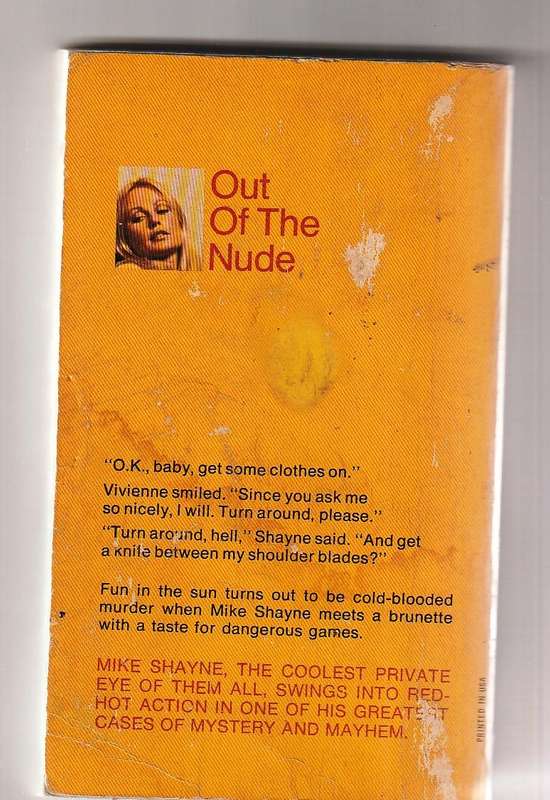 Out
Of The
Nude
“O.K., baby, get some clothes on.”
Vivienne smiled. “Since you ask me
so nicely, I will. Turn around, please.”
“Turn around, hell,” Shayne said. “And get
a knife between my shoulder blades?”
Fun in the sun turns out to be cold-blooded
murder when Mike Shayne meets a brunette
with a taste for dangerous games.
MIKE SHAYNE, THE COOLEST PRIVATE
EYE OF THEM ALL, SWINGS INTO RED-
HOT ACTION IN ONE OF HIS GREATEST
CASES OF MYSTERY AND MAYHEM.
PRINTED IN USA